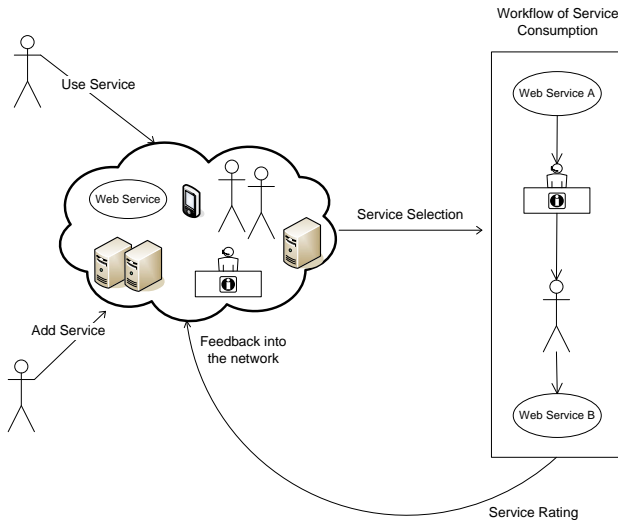 Workflow of Service
Consumption
Use Service
Web Service A
Web Service
Service Selection
Add Service
Feedback into
the network
Web Service B
Service Rating